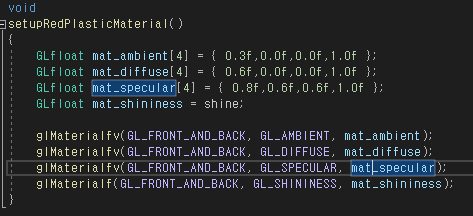 void
setupRedPlasticMaterial()
{
GLfloat mat_ambient[4] = { 0.3f,0.0f,0.0f,1.0f };
GLfloat mat_diffuse[4] = { 0.6f,0.0f,0.0f,1.0f };
GLfloat mat_specular[4] = { 0.8f,0.6f,0.6f,1.0f };
GLfloat mat_shininess = shine;
glMaterialfv(GL_FRONT_AND_BACK, GL_AMBIENT, mat_ambient);
glMaterialfv(GL_FRONT_AND_BACK, GL_DIFFUSE, mat_diffuse);
glMaterialfv(GL_FRONT_AND_BACK, GL_SPECULAR, mat_specular);
glMaterialf(GL_FRONT_AND_BACK, GL_SHININESS, mat_shininess);
}